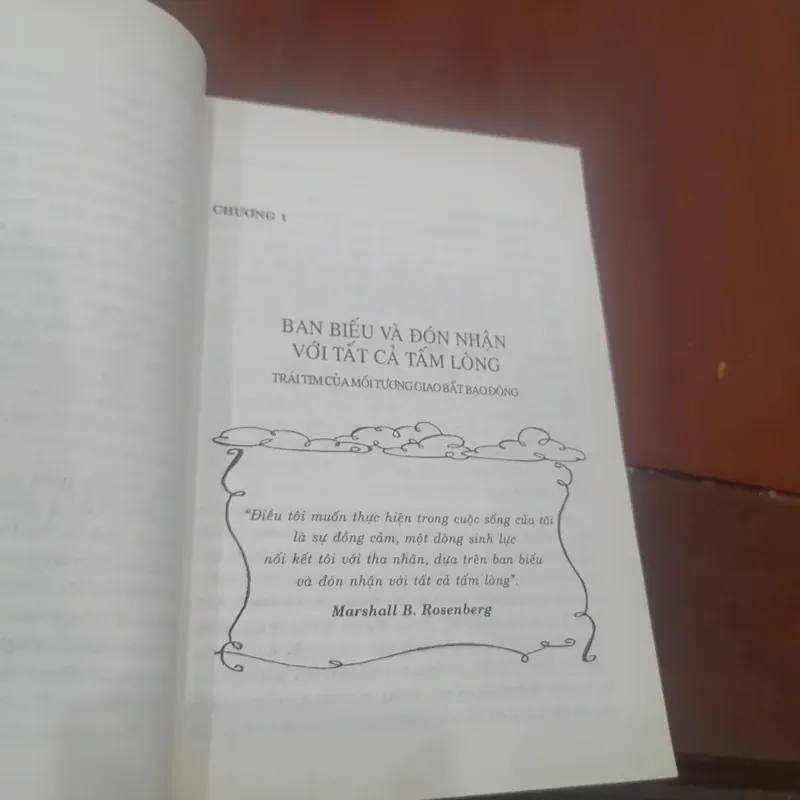 CHƯƠNG 1
BAN BIẾU VÀ ĐÓN NHẬN
VỚI TẤT CẢ TẤM LÒNG
TRÁI TIM CỦA MỐI TƯƠNG GIAO BẤT BẠO ĐỘNG
"Điều tôi muốn thực hiện trong cuộc sống của tôi
là sự đồng cảm, một dòng sinh lực
nối kết tôi với tha nhân, dựa trên ban biếu
và đón nhận với tất cả tấm lòng".
Marshall B. Rosenberg